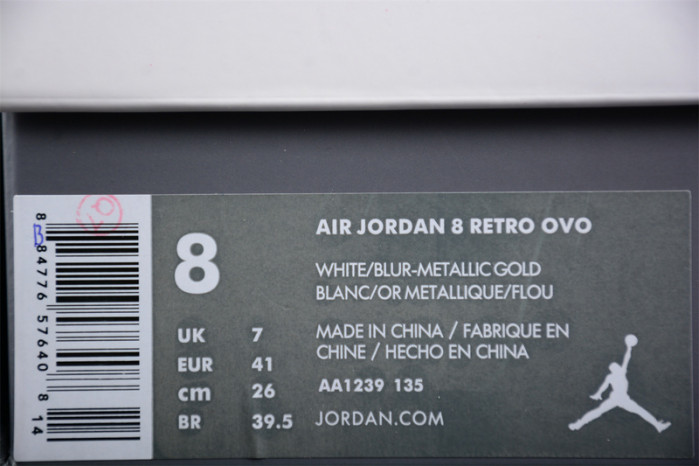 8 84776 57640 8 14
B
8
UK 7
EUR 41
cm 26
BR 39.5
AIR JORDAN 8 RETRO OVO
WHITE/BLUR-METALLIC GOLD
BLANC/OR METALLIQUE/FLOU
MADE IN CHINA / FABRIQUE EN
CHINE / HECHO EN CHINA
AA1239 135
JORDAN.COM